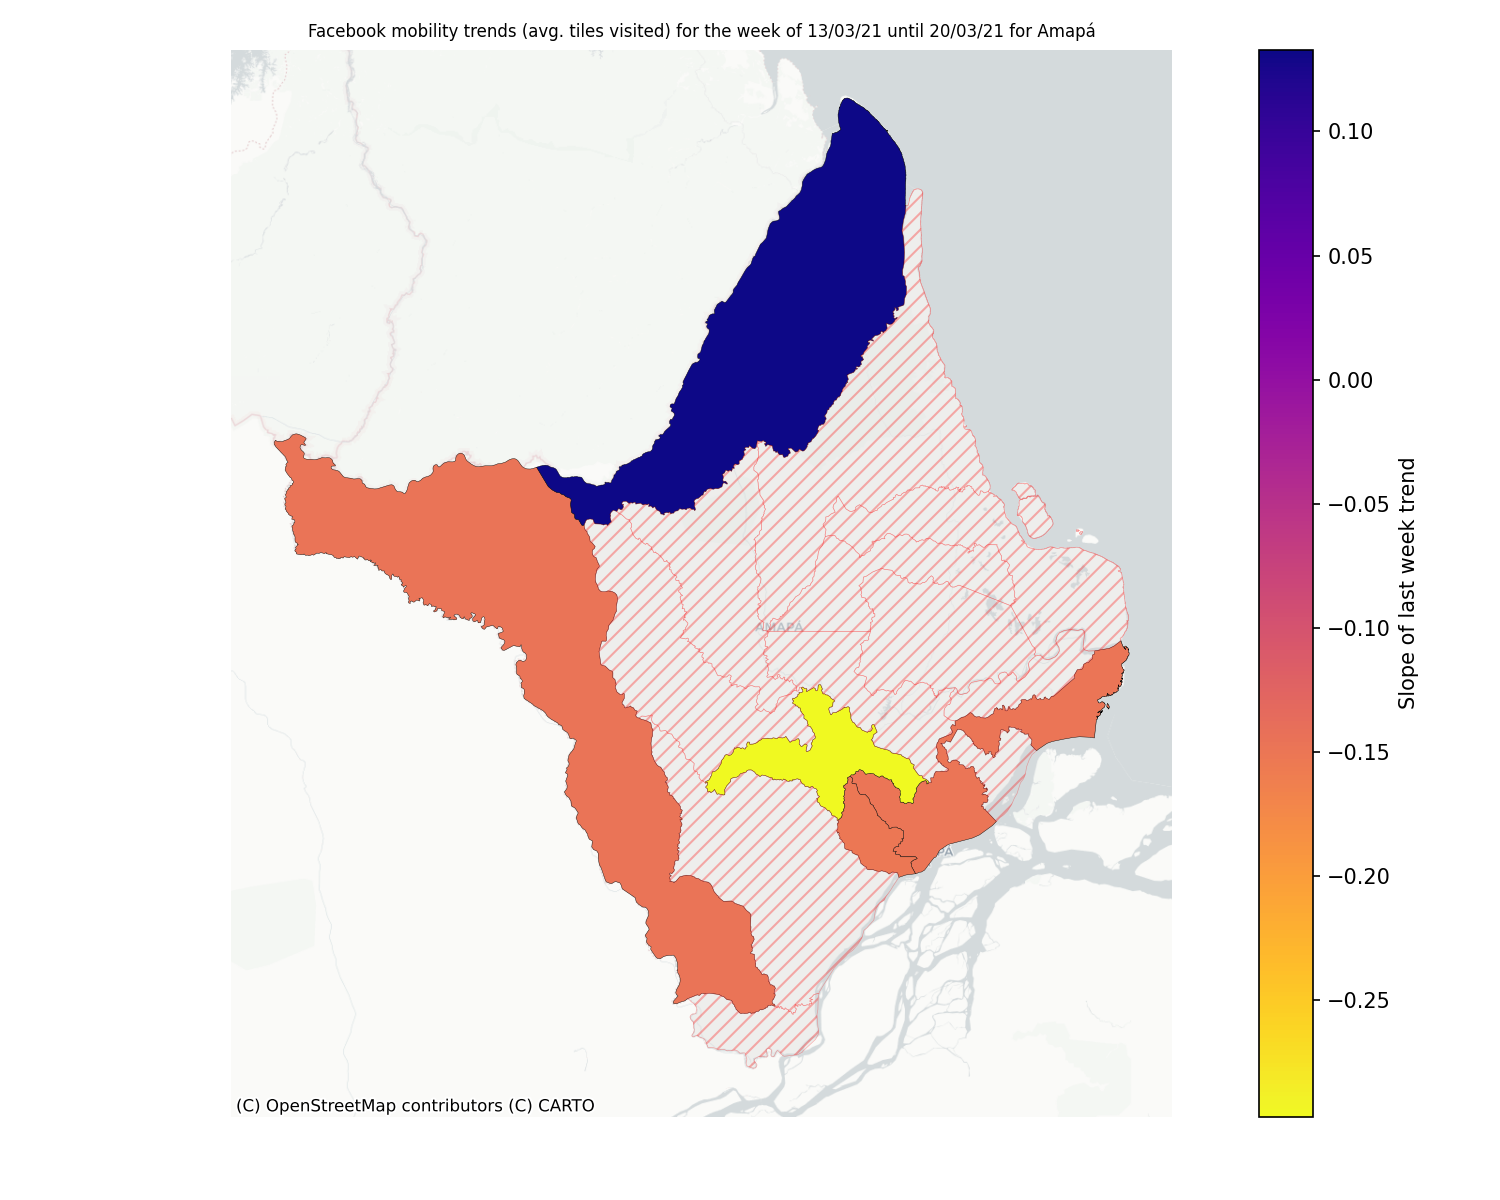 Facebook mobility trends (avg. tiles visited) for the week of 13/03/21 until 20/03/21 for Amapá
0.10
0.05
0.00
−0.05
−0.10
−0.15
−0.20
−0.25
Slope of last week trend
AMAPÁ
PA
(C) OpenStreetMap contributors (C) CARTO